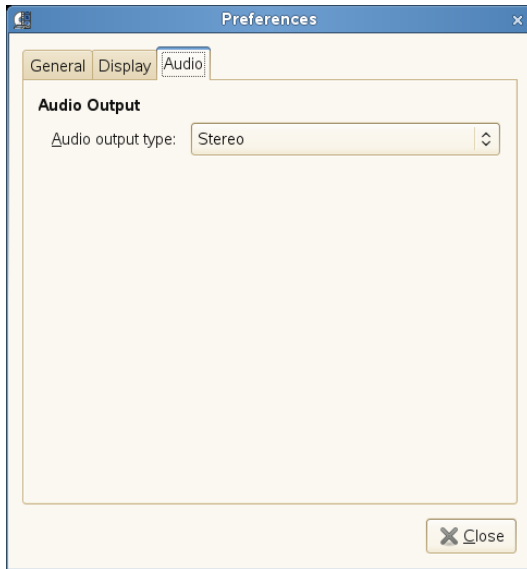 Preferences
General Display Audio
Audio Output
Audio output type: Stereo
Close